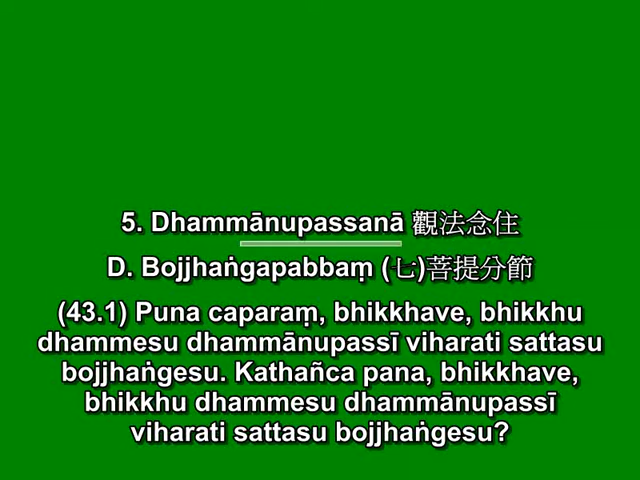 5. Dhammānupassanā 觀法念住
D. Bojjhaṅgapabbaṃ (七)菩提分節
(43.1) Puna caparaṃ, bhikkhave, bhikkhu
dhammesu dhammānupassī viharati sattasu
bojjhaṅgesu. Kathañca pana, bhikkhave,
bhikkhu dhammesu dhammānupassī
viharati sattasu bojjhaṅgesu?